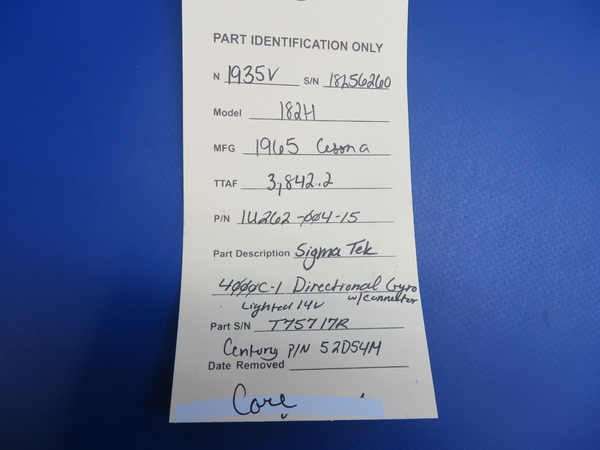 PART IDENTIFICATION ONLY
N 1935V S/N 18256260
Model 182H
MFG 1965 Cessna
TTAF 3,842.2
P/N 1U262-004-15
Part Description Sigma Tek
4000C-1 Directional Gyro
Lighted 14V w/connector
Part S/N T75717R
Century P/N 52D54M
Date Removed
Core